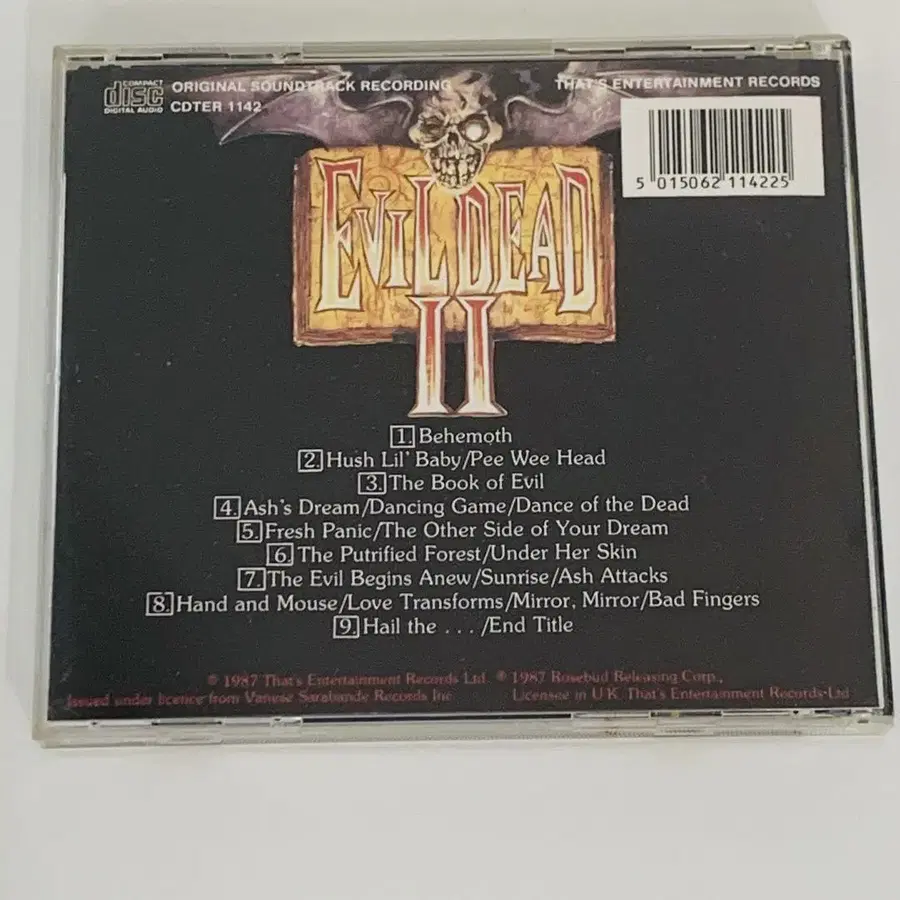 COMPACT
disc
DIGITAL AUDIO
ORIGINAL SOUNDTRACK RECORDING
CDTER 1142
THAT'S ENTERTAINMENT RECORDS
5 015062 114225
EVIL DEAD
II
1. Behemoth
2. Hush Lil' Baby/Pee Wee Head
3. The Book of Evil
4. Ash's Dream/Dancing Game/Dance of the Dead
5. Fresh Panic/The Other Side of Your Dream
6. The Putrified Forest/Under Her Skin
7. The Evil Begins Anew/Sunrise/Ash Attacks
8. Hand and Mouse/Love Transforms/Mirror, Mirror/Bad Fingers
9. Hail the . . . /End Title
℗ 1987 That's Entertainment Records Ltd. © 1987 Rosebud Releasing Corp.,
Issued under licence from Varese Sarabande Records Inc. Licensee in U.K. That's Entertainment Records Ltd.